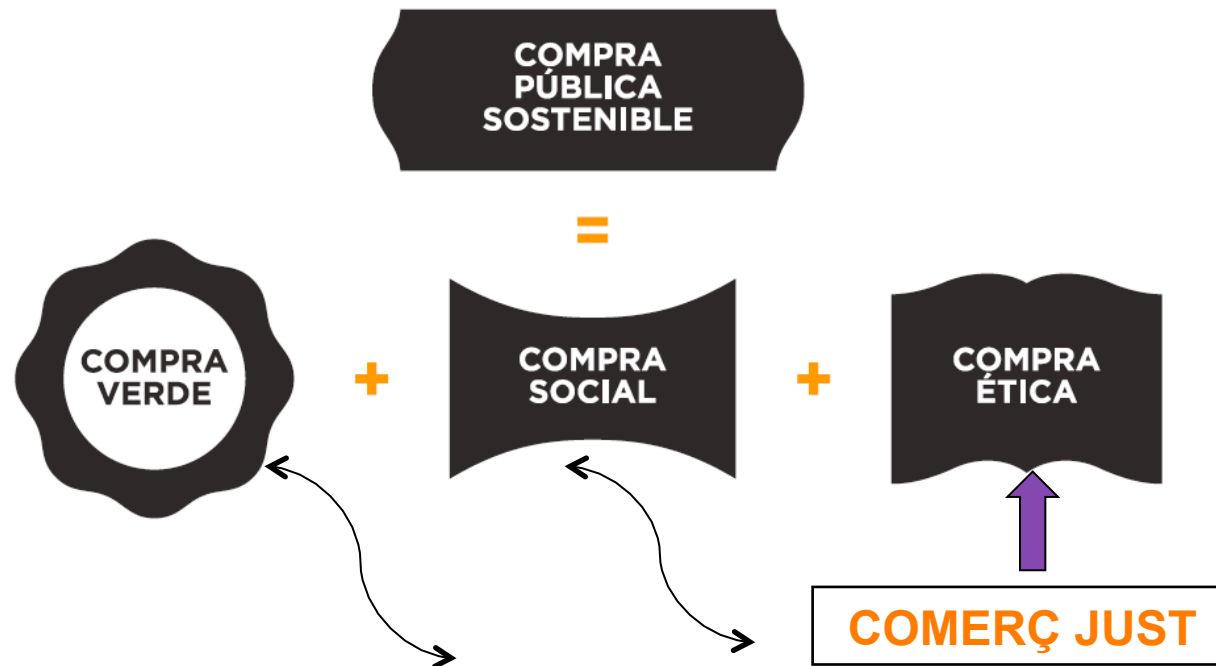 COMPRA
PÚBLICA
SOSTENIBLE
=
COMPRA
VERDE
+
COMPRA
SOCIAL
+
COMPRA
ÉTICA
COMERÇ JUST